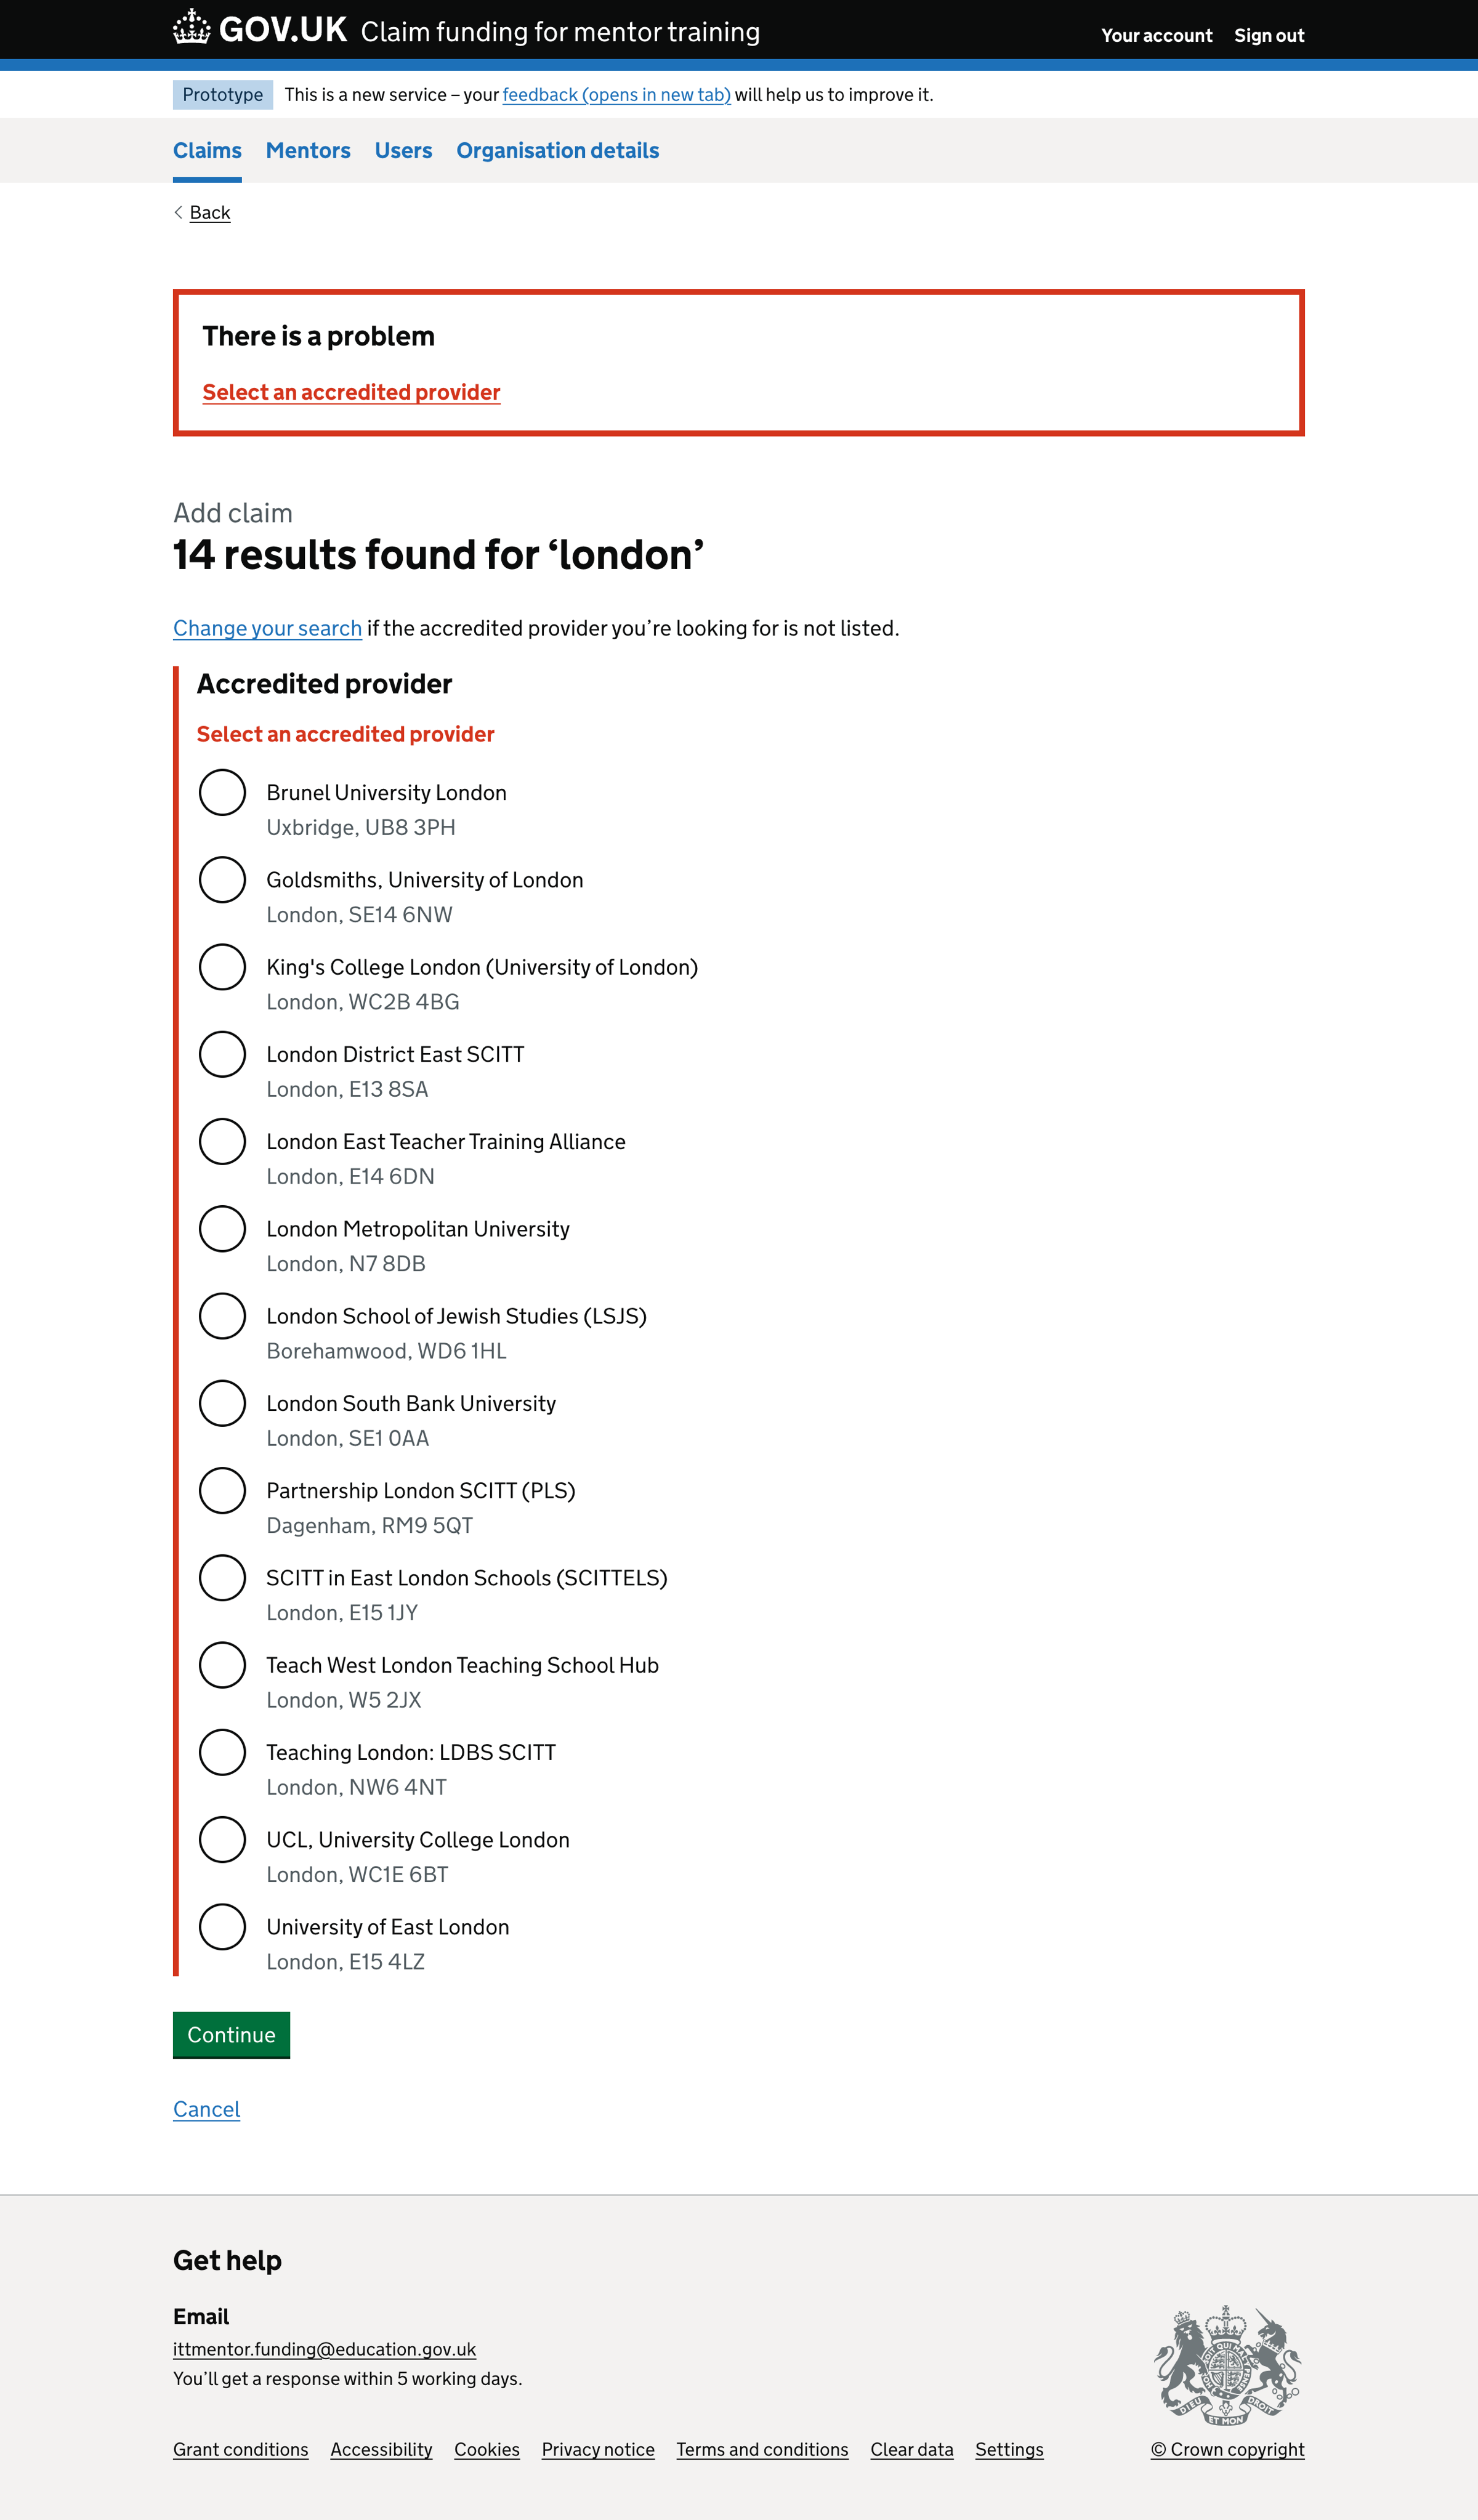 GOV.UK Claim funding for mentor training
Your account Sign out
Prototype This is a new service – your feedback (opens in new tab) will help us to improve it.
Claims Mentors Users Organisation details
Back
There is a problem
Select an accredited provider
Add claim
14 results found for ‘london’
Change your search if the accredited provider you’re looking for is not listed.
Accredited provider
Select an accredited provider
Brunel University London
Uxbridge, UB8 3PH
Goldsmiths, University of London
London, SE14 6NW
King's College London (University of London)
London, WC2B 4BG
London District East SCITT
London, E13 8SA
London East Teacher Training Alliance
London, E14 6DN
London Metropolitan University
London, N7 8DB
London School of Jewish Studies (LSJS)
Borehamwood, WD6 1HL
London South Bank University
London, SE1 0AA
Partnership London SCITT (PLS)
Dagenham, RM9 5QT
SCITT in East London Schools (SCITTELS)
London, E15 1JY
Teach West London Teaching School Hub
London, W5 2JX
Teaching London: LDBS SCITT
London, NW6 4NT
UCL, University College London
London, WC1E 6BT
University of East London
London, E15 4LZ
Continue
Cancel
Get help
Email
ittmentor.funding@education.gov.uk
You’ll get a response within 5 working days.
DIEU ET MON DROIT
Grant conditions Accessibility Cookies Privacy notice Terms and conditions Clear data Settings
© Crown copyright